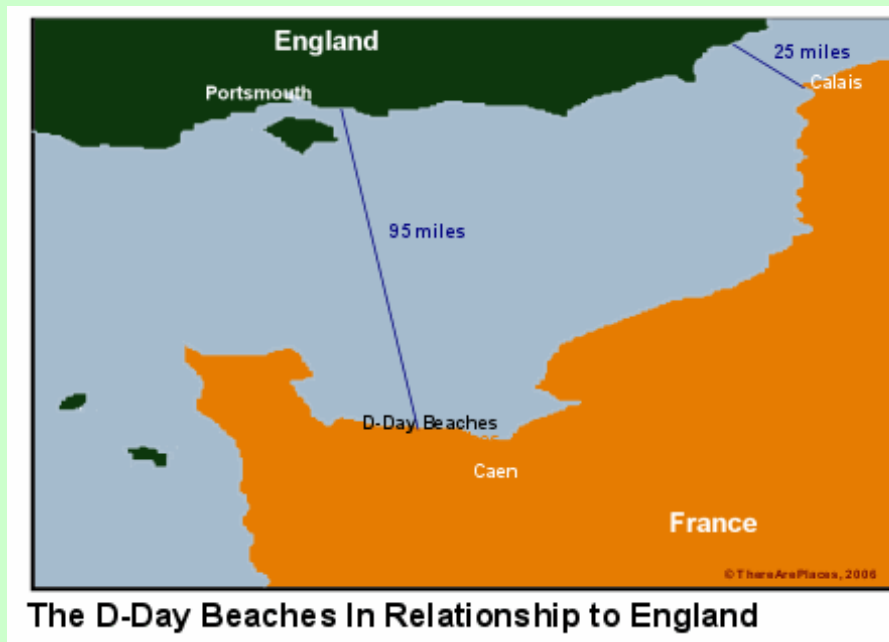 England
25 miles
Calais
Portsmouth
95 miles
D-Day Beaches
Caen
France
©ThereArePlaces, 2006
The D-Day Beaches In Relationship to England